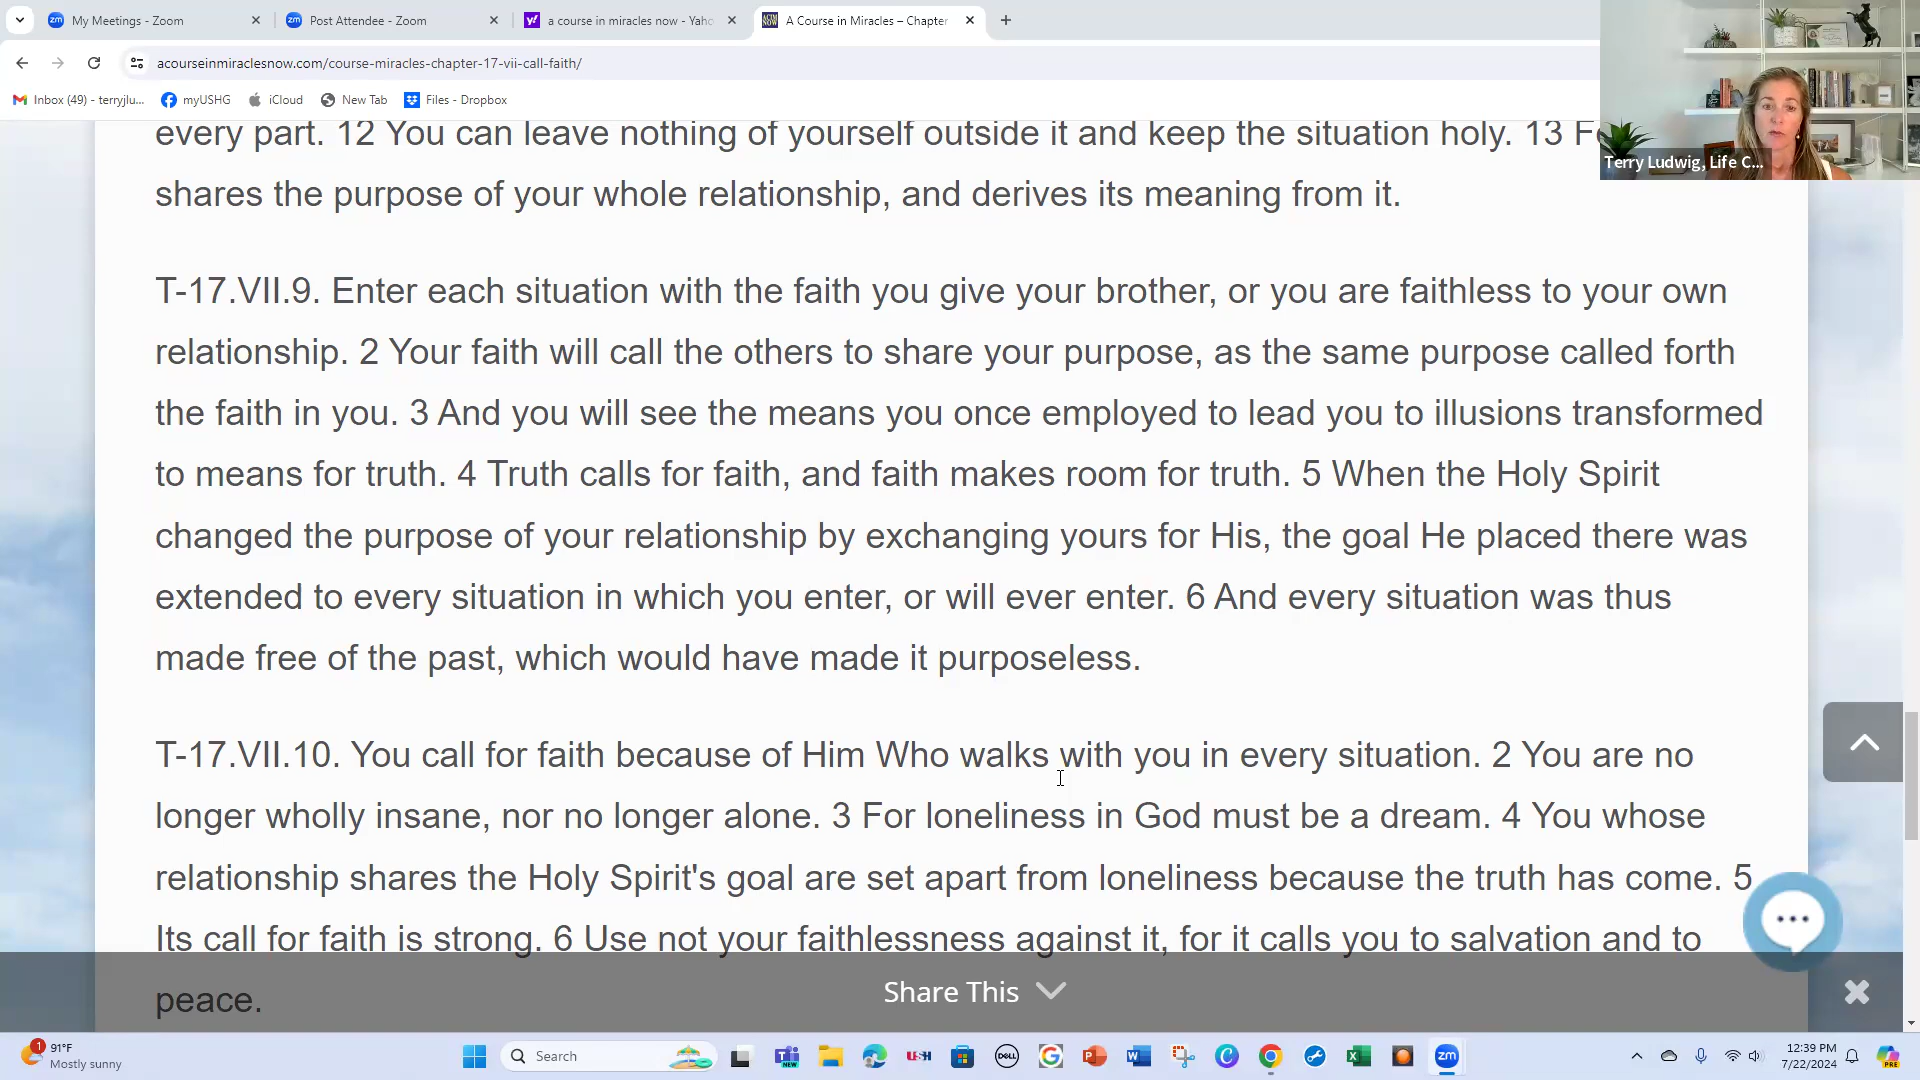 My Meetings - Zoom
Post Attendee - Zoom
a course in miracles now - Yaho
A Course in Miracles – Chapter
acourseinmiraclesnow.com/course-miracles-chapter-17-vii-call-faith/
Inbox (49) - terryjlu...
myUSHG
iCloud
New Tab
Files - Dropbox
Terry Ludwig, Life C...
every part. 12 You can leave nothing of yourself outside it and keep the situation holy. 13 F
shares the purpose of your whole relationship, and derives its meaning from it.
T-17.VII.9. Enter each situation with the faith you give your brother, or you are faithless to your own
relationship. 2 Your faith will call the others to share your purpose, as the same purpose called forth
the faith in you. 3 And you will see the means you once employed to lead you to illusions transformed
to means for truth. 4 Truth calls for faith, and faith makes room for truth. 5 When the Holy Spirit
changed the purpose of your relationship by exchanging yours for His, the goal He placed there was
extended to every situation in which you enter, or will ever enter. 6 And every situation was thus
made free of the past, which would have made it purposeless.
T-17.VII.10. You call for faith because of Him Who walks with you in every situation. 2 You are no
longer wholly insane, nor no longer alone. 3 For loneliness in God must be a dream. 4 You whose
relationship shares the Holy Spirit's goal are set apart from loneliness because the truth has come. 5
Its call for faith is strong. 6 Use not your faithlessness against it, for it calls you to salvation and to
peace.
Share This
91°F
Mostly sunny
Search
12:39 PM
7/22/2024